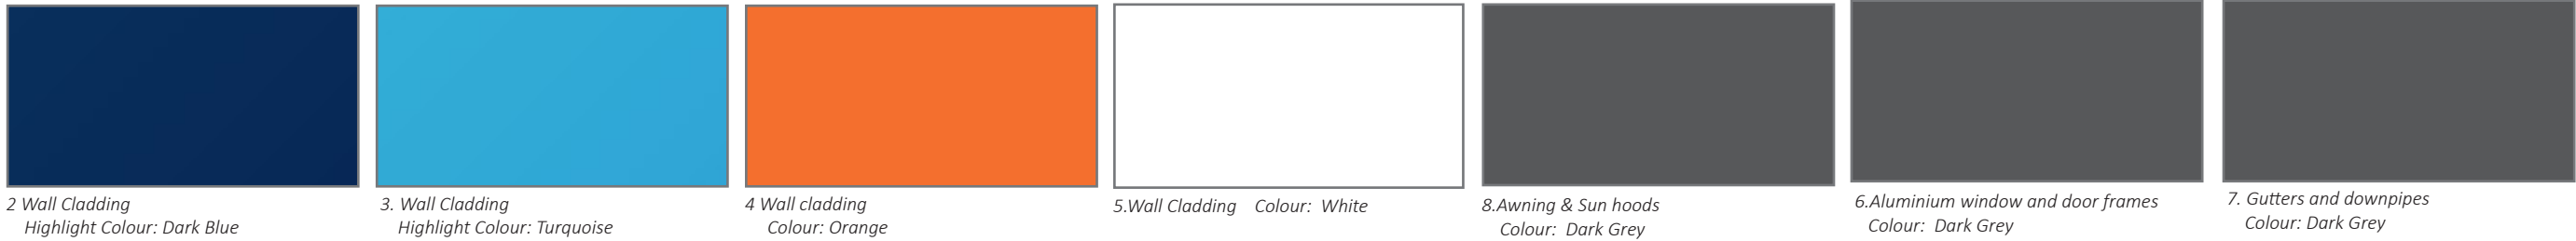 2 Wall Cladding
Highlight Colour: Dark Blue
3. Wall Cladding
Highlight Colour: Turquoise
4 Wall cladding
Colour: Orange
5.Wall Cladding Colour: White
8.Awning & Sun hoods
Colour: Dark Grey
6.Aluminium window and door frames
Colour: Dark Grey
7. Gutters and downpipes
Colour: Dark Grey